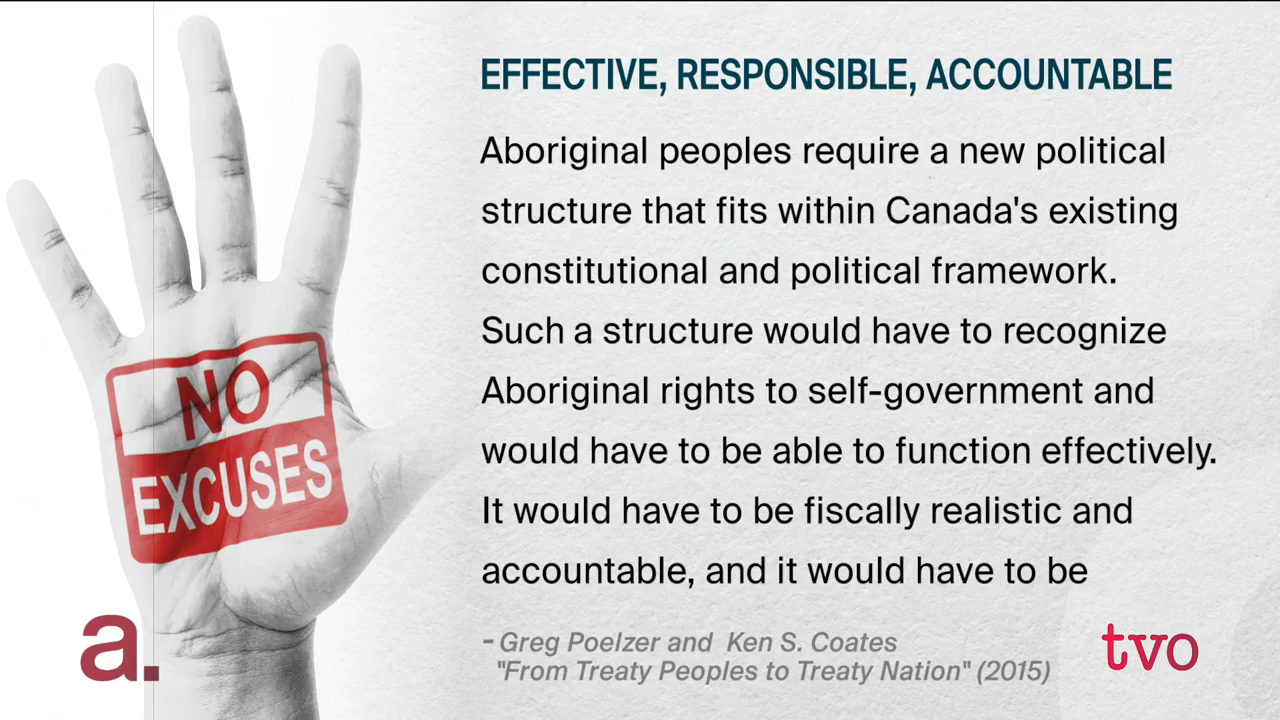 EFFECTIVE, RESPONSIBLE, ACCOUNTABLE
Aboriginal peoples require a new political
structure that fits within Canada's existing
constitutional and political framework.
Such a structure would have to recognize
Aboriginal rights to self-government and
would have to be able to function effectively.
It would have to be fiscally realistic and
accountable, and it would have to be
- Greg Poelzer and Ken S. Coates
"From Treaty Peoples to Treaty Nation" (2015)
NO
EXCUSES
a.
tvo